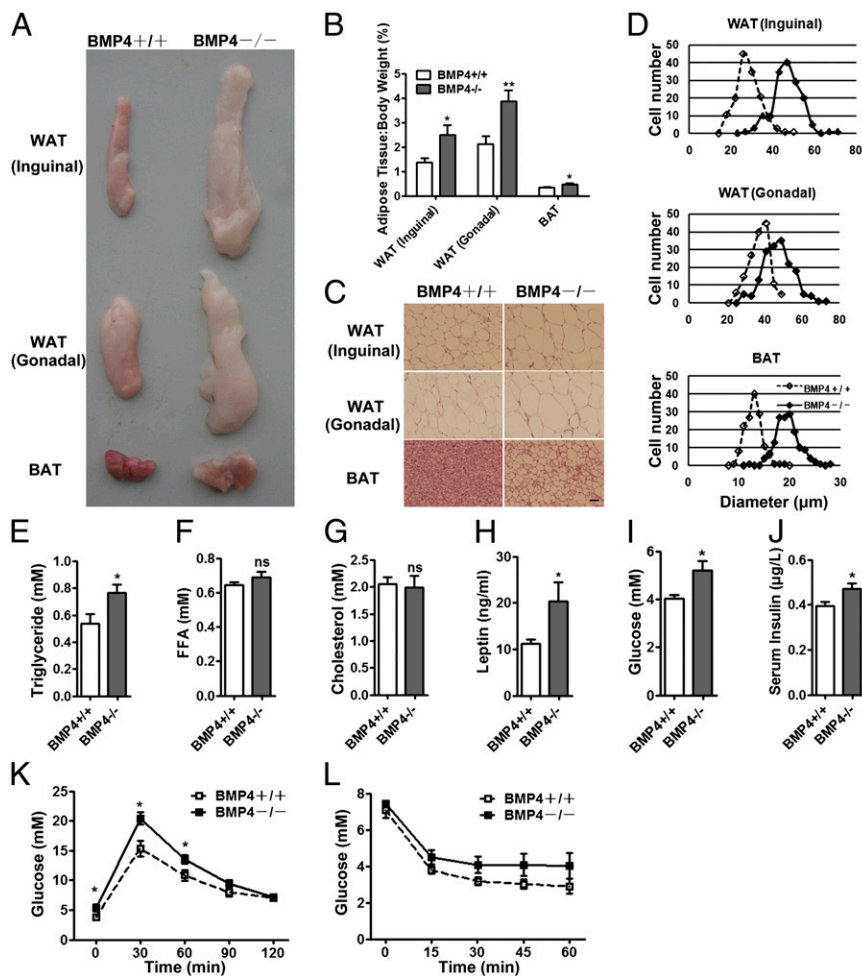 A
BMP4+/+ BMP4−/−
WAT
(Inguinal)
WAT
(Gonadal)
BAT
B
Adipose Tissue:Body Weight (%)
BMP4+/+
BMP4-/-
5
4
3
2
1
0
* ** *
WAT (Inguinal) WAT (Gonadal) BAT
C
BMP4+/+ BMP4−/−
WAT
(Inguinal)
WAT
(Gonadal)
BAT
D
WAT (Inguinal)
Cell number
50
40
30
20
10
0
0 20 40 60 80
WAT(Gonadal)
Cell number
50
40
30
20
10
0
0 20 40 60 80
BAT
Cell number
50
40
30
20
10
0
BMP4+/+
BMP4−/−
0 10 20 30
Diameter (μm)
E
Triglyceride (mM)
1.0
0.8
0.6
0.4
0.2
0.0
*
BMP4+/+ BMP4-/-
F
FFA (mM)
0.8
0.6
0.4
0.2
0.0
ns
BMP4+/+ BMP4-/-
G
Cholesterol (mM)
2.5
2.0
1.5
1.0
0.5
0.0
ns
BMP4+/+ BMP4-/-
H
Leptin (ng/ml)
30
20
10
0
*
BMP4+/+ BMP4-/-
I
Glucose (mM)
6
4
2
0
*
BMP4+/+ BMP4-/-
J
Serum Insulin (μg/L)
0.6
0.4
0.2
0.0
*
BMP4+/+ BMP4-/-
K
Glucose (mM)
25
20
15
10
5
0
* * *
BMP4+/+
BMP4−/−
0 30 60 90 120
Time (min)
L
Glucose (mM)
8
6
4
2
0
BMP4+/+
BMP4−/−
0 15 30 45 60
Time (min)